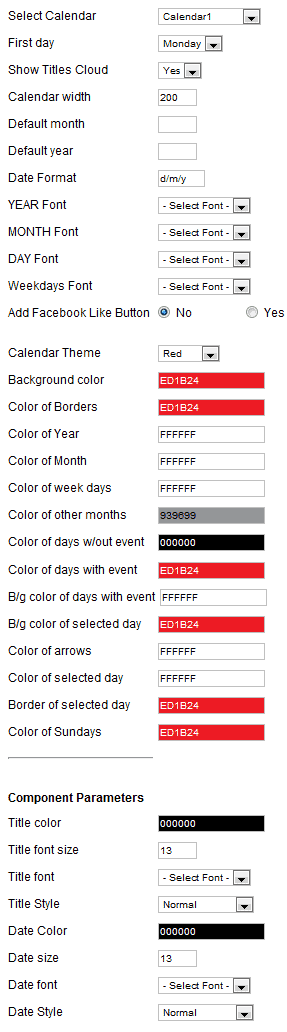 Select Calendar Calendar1
First day Monday
Show Titles Cloud Yes
Calendar width 200
Default month
Default year
Date Format d/m/y
YEAR Font - Select Font -
MONTH Font - Select Font -
DAY Font - Select Font -
Weekdays Font - Select Font -
Add Facebook Like Button No Yes
Calendar Theme Red
Background color ED1B24
Color of Borders ED1B24
Color of Year FFFFFF
Color of Month FFFFFF
Color of week days FFFFFF
Color of other months 939699
Color of days w/out event 000000
Color of days with event ED1B24
B/g color of days with event FFFFFF
B/g color of selected day ED1B24
Color of arrows FFFFFF
Color of selected day FFFFFF
Border of selected day ED1B24
Color of Sundays ED1B24
Component Parameters
Title color 000000
Title font size 13
Title font - Select Font -
Title Style Normal
Date Color 000000
Date size 13
Date font - Select Font -
Date Style Normal